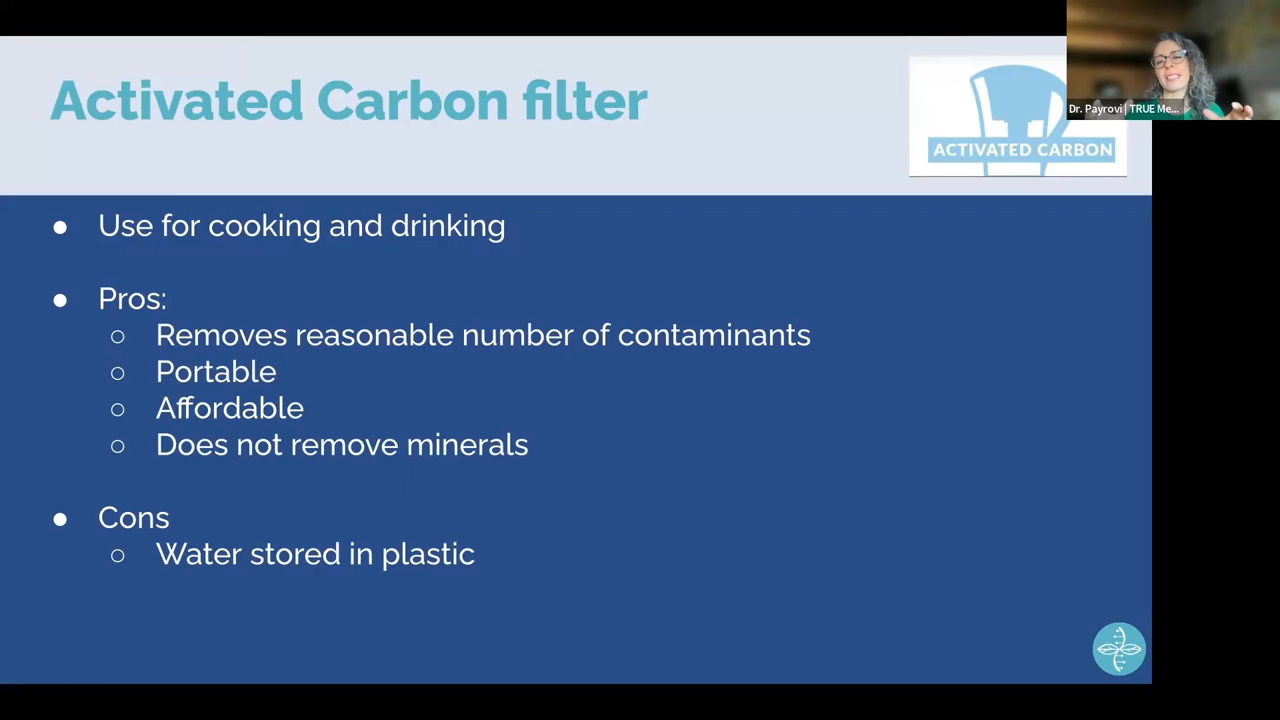 Activated Carbon filter
ACTIVATED CARBON
Dr. Payrovi | TRUE Me...
● Use for cooking and drinking
● Pros:
○ Removes reasonable number of contaminants
○ Portable
○ Affordable
○ Does not remove minerals
● Cons
○ Water stored in plastic